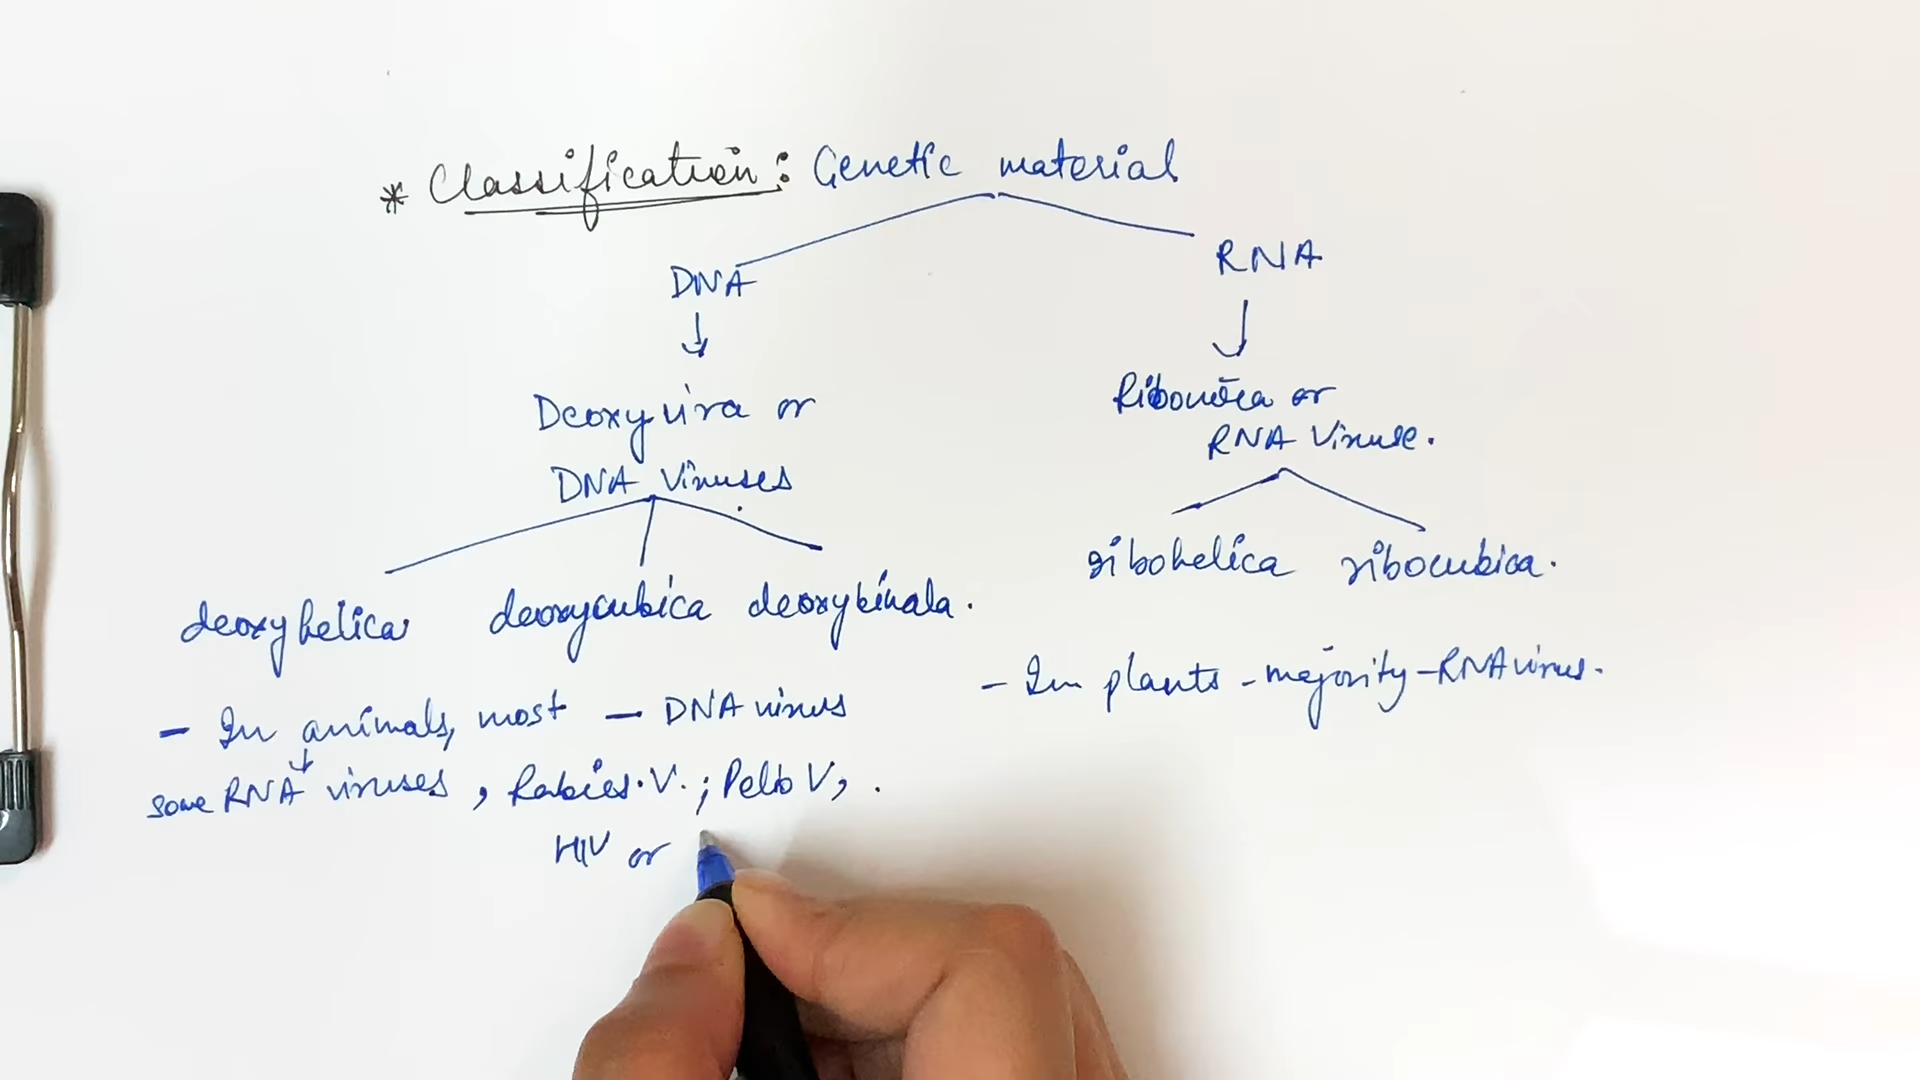 * Classification: Genetic material
DNA
RNA
Deoxyvira or
DNA Viruses
Ribovira or
RNA Viruse.
deoxyhelica deoxycubica deoxybinala.
ribohelica ribocubica.
- In animals, most - DNA virus
some RNA viruses, Rabies.V.; Polio V,.
HIV or
- In plants - majority - RNA virus.